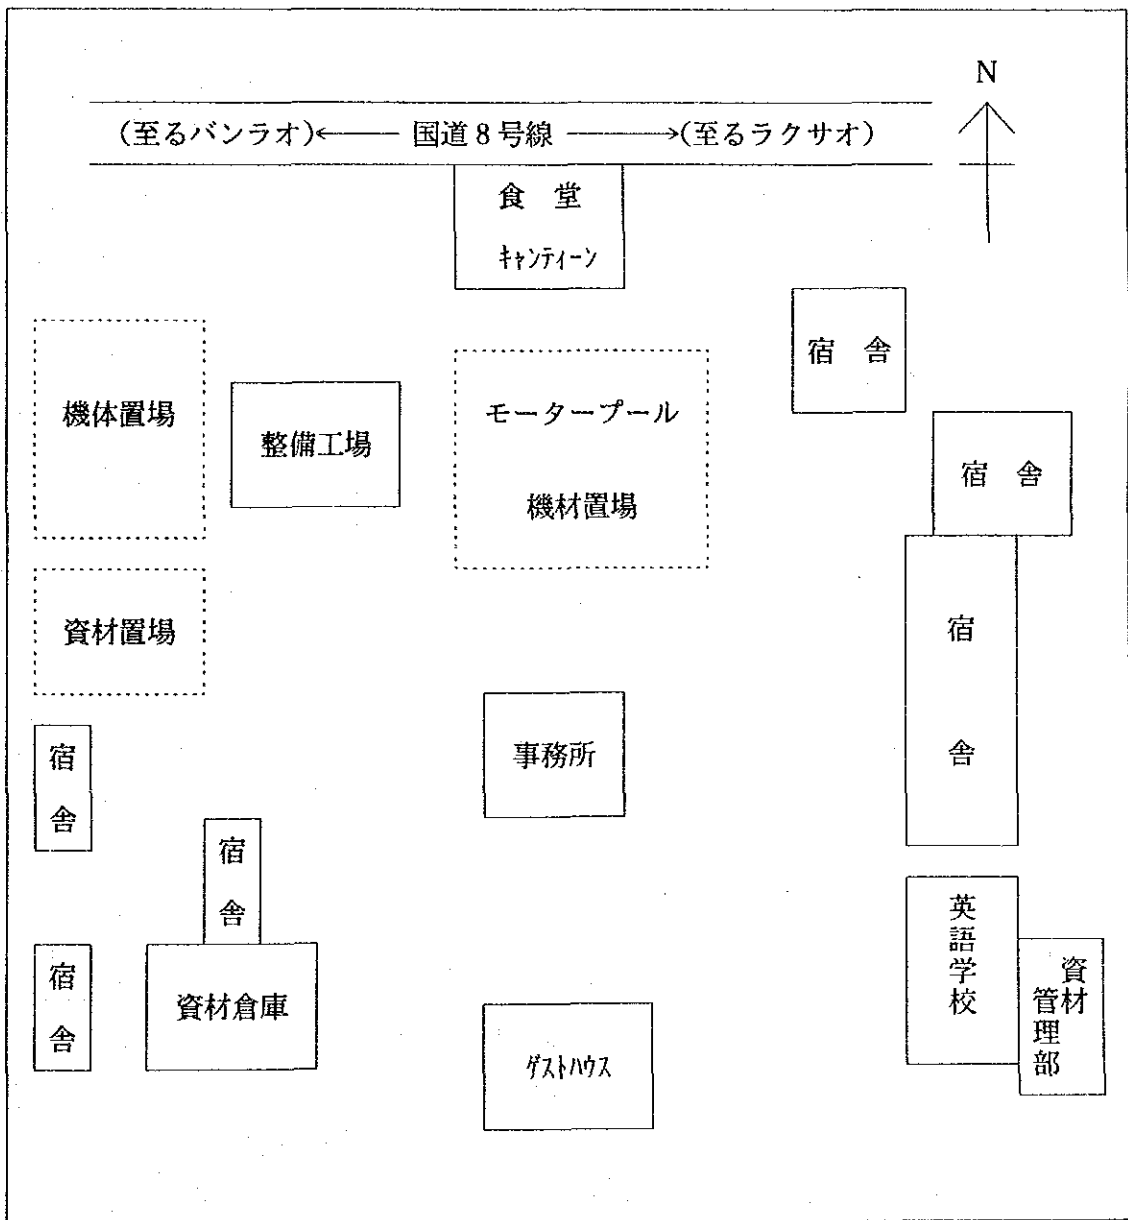 N
(至るバンラオ)←── 国道8号線 ──→(至るラクサオ)
食 堂
キャンティーン
宿 舎
機体置場
整備工場
モータープール
機材置場
宿 舎
資材置場
宿舎
宿舎
事務所
宿舎
英語学校
資材
管理部
宿舎
資材倉庫
ゲストハウス